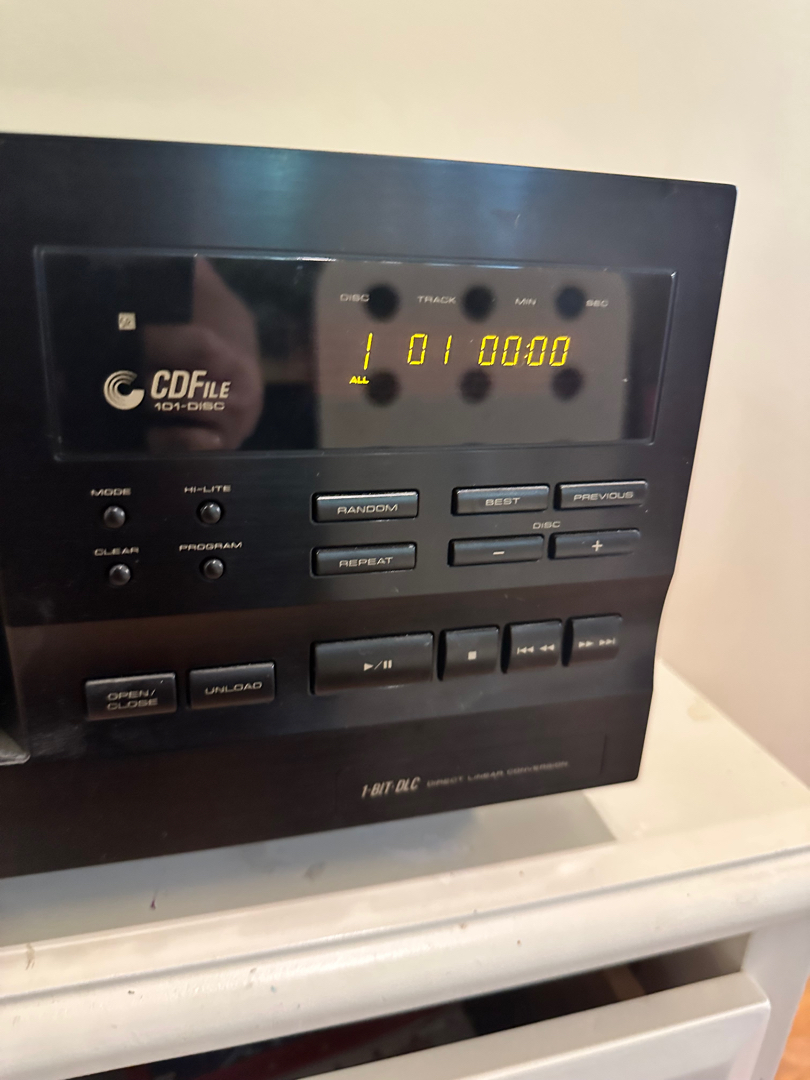 DISC TRACK MIN SEC
1 01 00:00
ALL
CDFILE
101-DISC
MODE HI-LITE
RANDOM BEST PREVIOUS
DISC
CLEAR PROGRAM
REPEAT − +
OPEN/
CLOSE
UNLOAD
1-BIT DLC DIRECT LINEAR CONVERSION